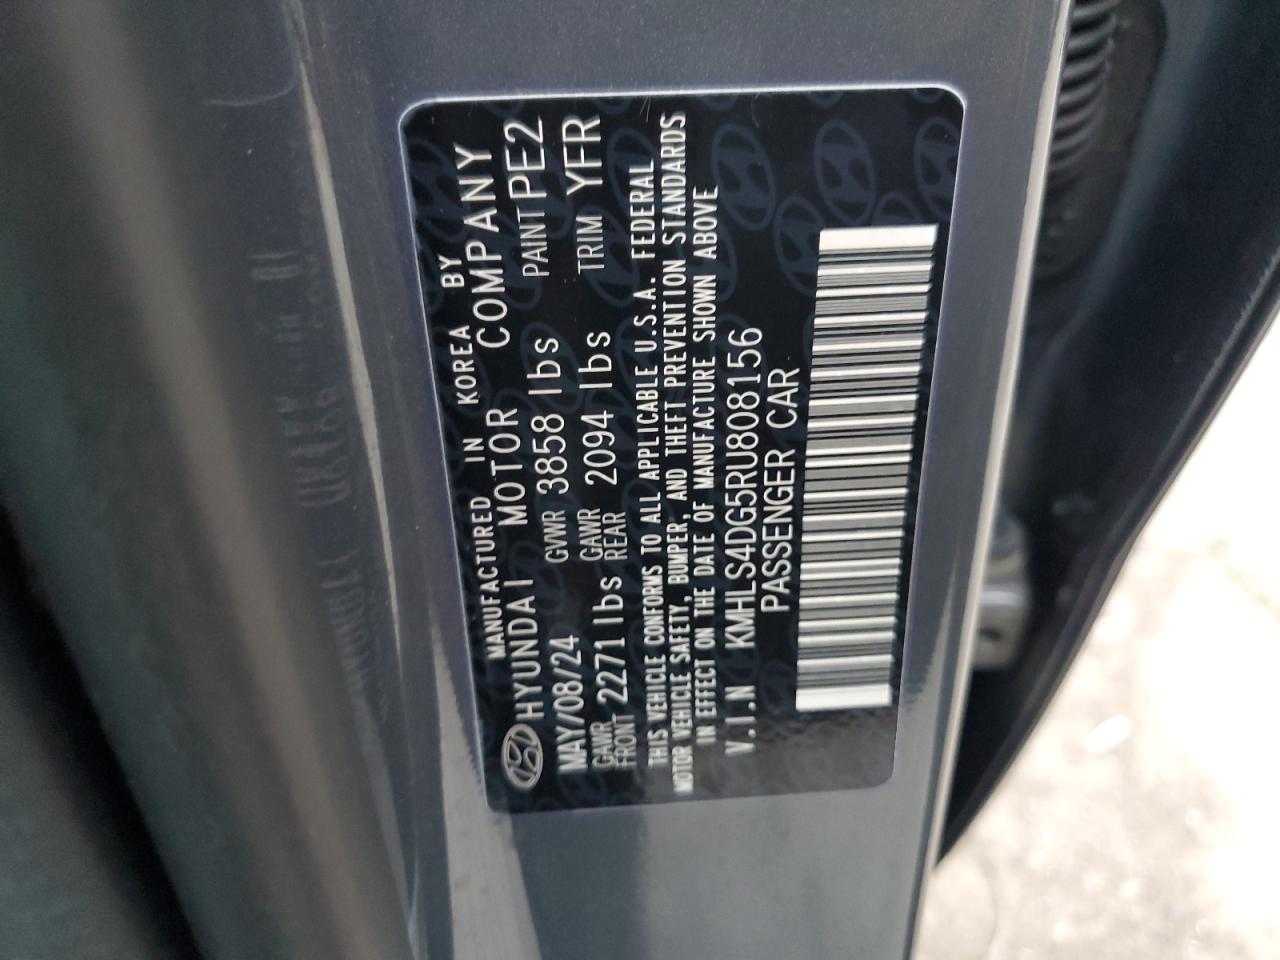 MANUFACTURED IN KOREA BY
HYUNDAI MOTOR COMPANY
MAY/08/24 GVWR 3858 lbs PAINT PE2
GAWR FRONT 2271 lbs GAWR REAR 2094 lbs TRIM YFR
THIS VEHICLE CONFORMS TO ALL APPLICABLE U.S.A. FEDERAL
MOTOR VEHICLE SAFETY, BUMPER, AND THEFT PREVENTION STANDARDS
IN EFFECT ON THE DATE OF MANUFACTURE SHOWN ABOVE
V.I.N KMHLS4DG5RU808156
PASSENGER CAR